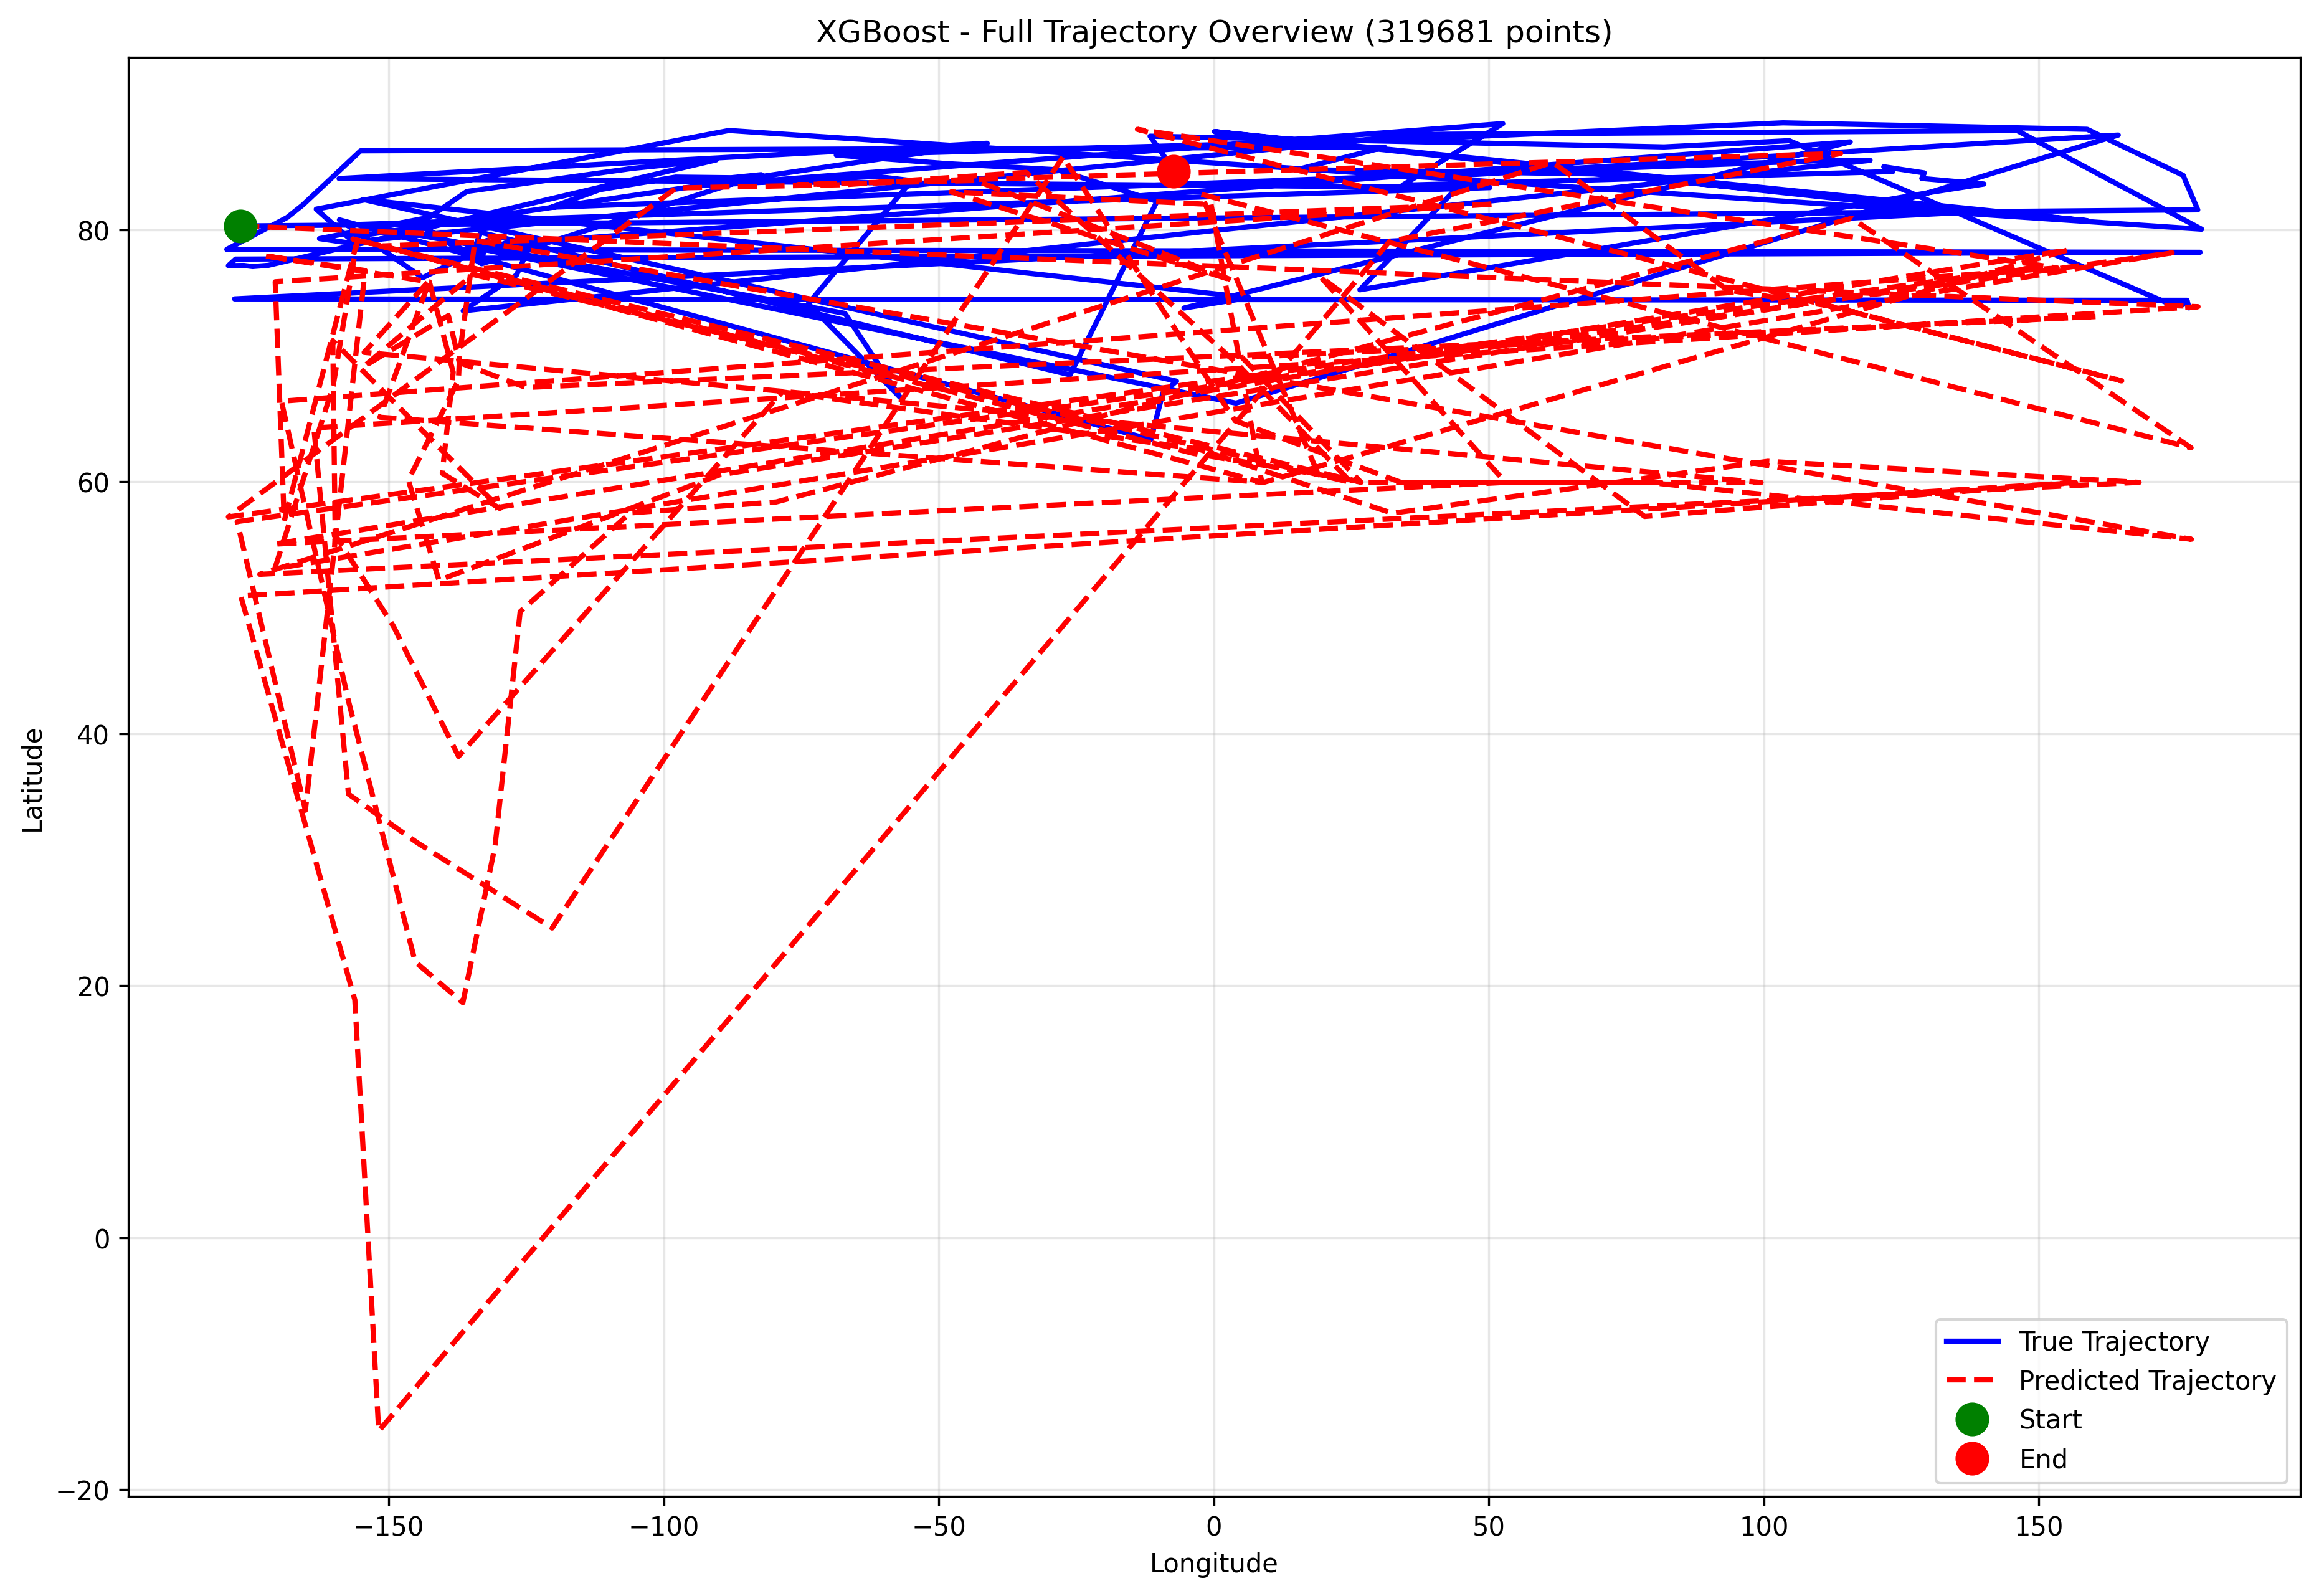 XGBoost - Full Trajectory Overview (319681 points)
Latitude
80
60
40
20
0
−20
−150
−100
−50
0
50
100
150
Longitude
True Trajectory
Predicted Trajectory
Start
End